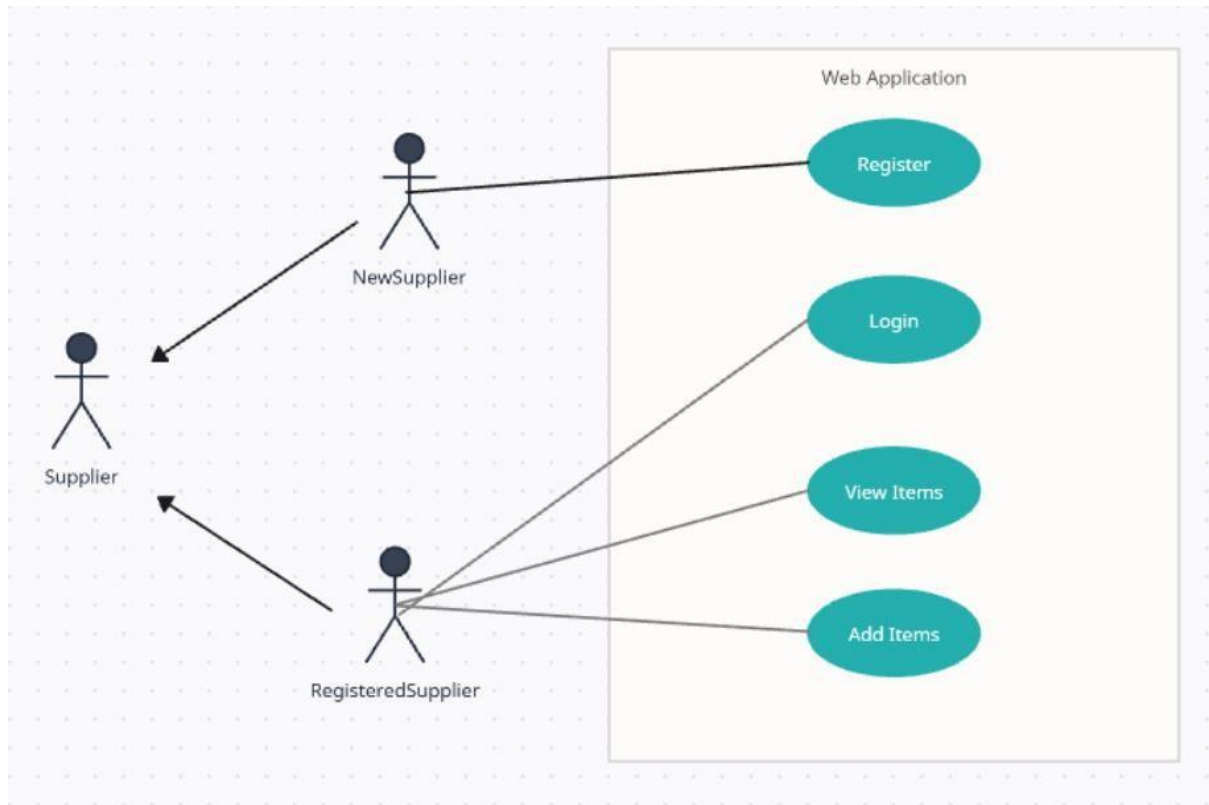 Web Application
Register
NewSupplier
Login
Supplier
View Items
Add Items
RegisteredSupplier